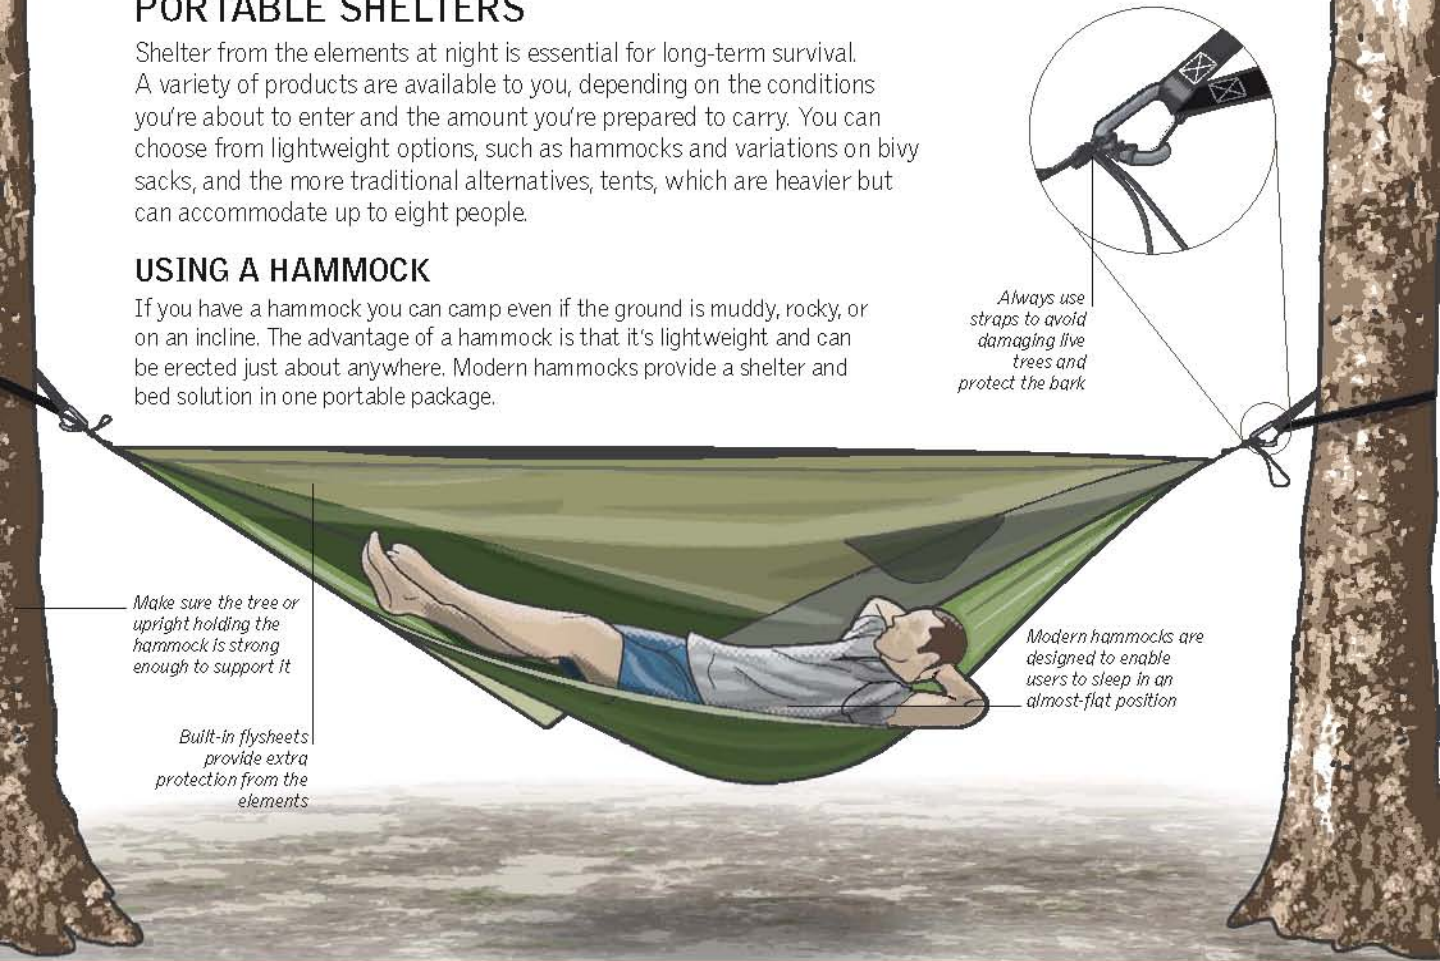 PORTABLE SHELTERS
Shelter from the elements at night is essential for long-term survival.
A variety of products are available to you, depending on the conditions
you're about to enter and the amount you're prepared to carry. You can
choose from lightweight options, such as hammocks and variations on bivy
sacks, and the more traditional alternatives, tents, which are heavier but
can accommodate up to eight people.
USING A HAMMOCK
If you have a hammock you can camp even if the ground is muddy, rocky, or
on an incline. The advantage of a hammock is that it's lightweight and can
be erected just about anywhere. Modern hammocks provide a shelter and
bed solution in one portable package.
Always use
straps to avoid
damaging live
trees and
protect the bark
Make sure the tree or
upright holding the
hammock is strong
enough to support it
Built-in flysheets
provide extra
protection from the
elements
Modern hammocks are
designed to enable
users to sleep in an
almost-flat position